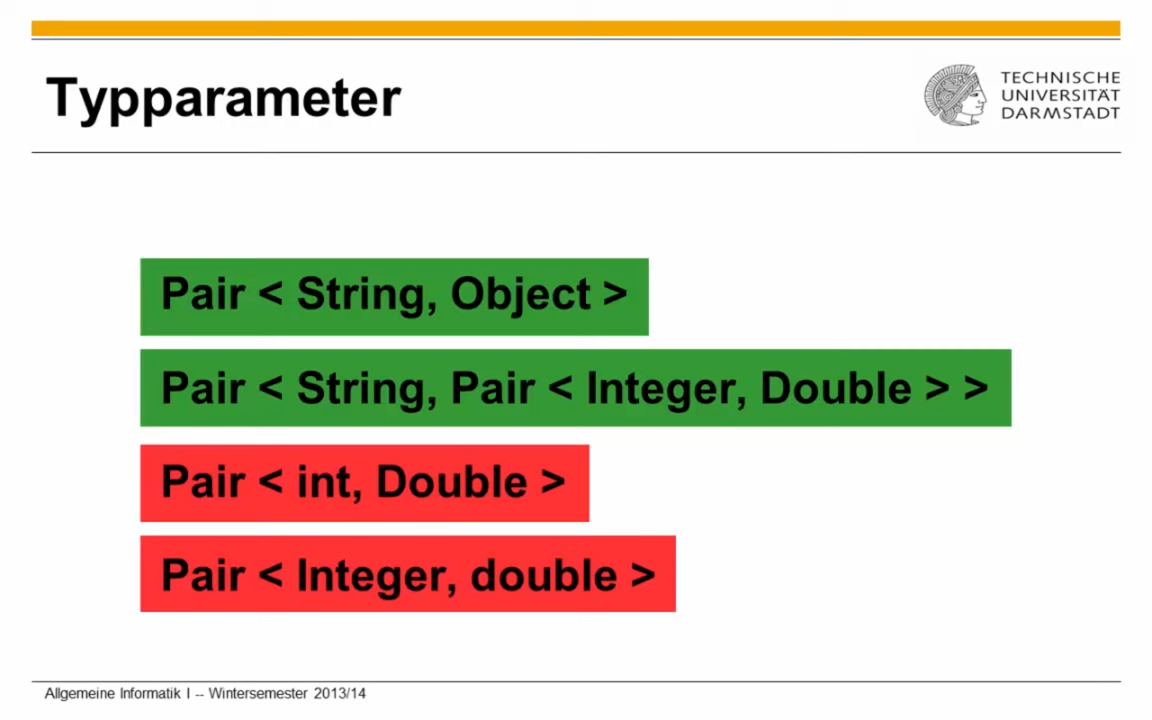 Typparameter
TECHNISCHE
UNIVERSITÄT
DARMSTADT
Pair < String, Object >
Pair < String, Pair < Integer, Double > >
Pair < int, Double >
Pair < Integer, double >
Allgemeine Informatik I -- Wintersemester 2013/14